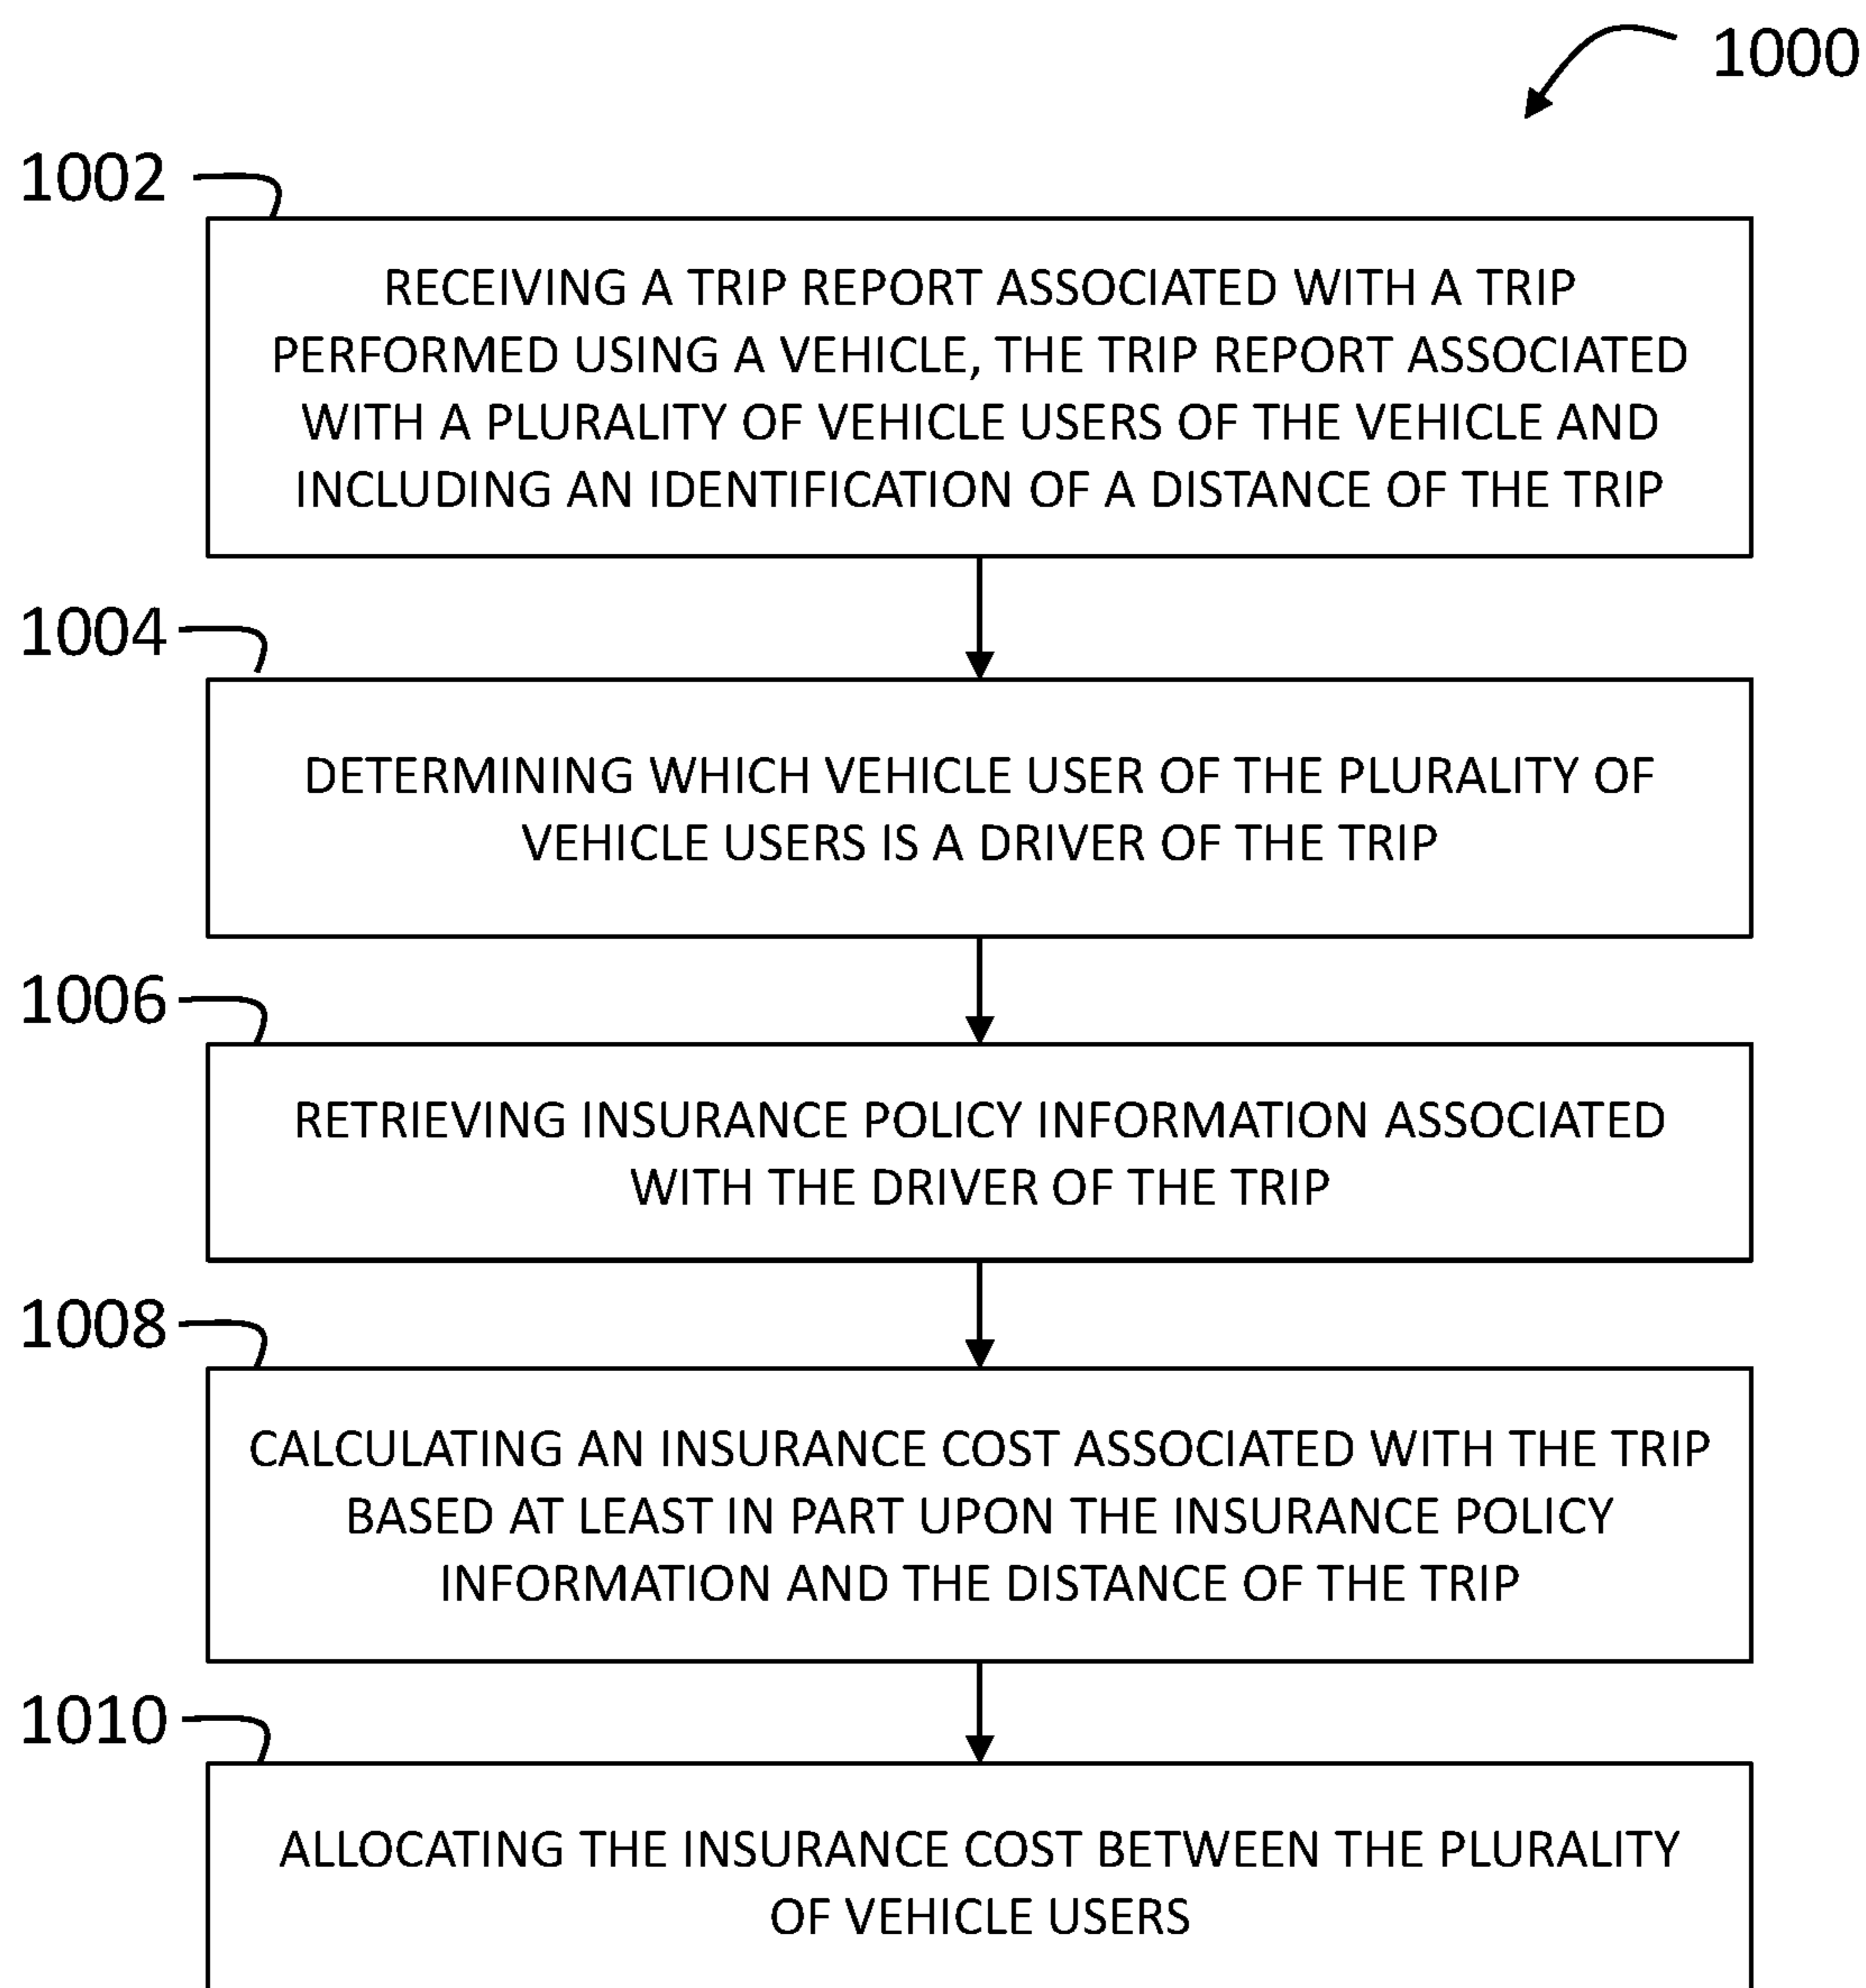 1000
1002
RECEIVING A TRIP REPORT ASSOCIATED WITH A TRIP
PERFORMED USING A VEHICLE, THE TRIP REPORT ASSOCIATED
WITH A PLURALITY OF VEHICLE USERS OF THE VEHICLE AND
INCLUDING AN IDENTIFICATION OF A DISTANCE OF THE TRIP
1004
DETERMINING WHICH VEHICLE USER OF THE PLURALITY OF
VEHICLE USERS IS A DRIVER OF THE TRIP
1006
RETRIEVING INSURANCE POLICY INFORMATION ASSOCIATED
WITH THE DRIVER OF THE TRIP
1008
CALCULATING AN INSURANCE COST ASSOCIATED WITH THE TRIP
BASED AT LEAST IN PART UPON THE INSURANCE POLICY
INFORMATION AND THE DISTANCE OF THE TRIP
1010
ALLOCATING THE INSURANCE COST BETWEEN THE PLURALITY
OF VEHICLE USERS